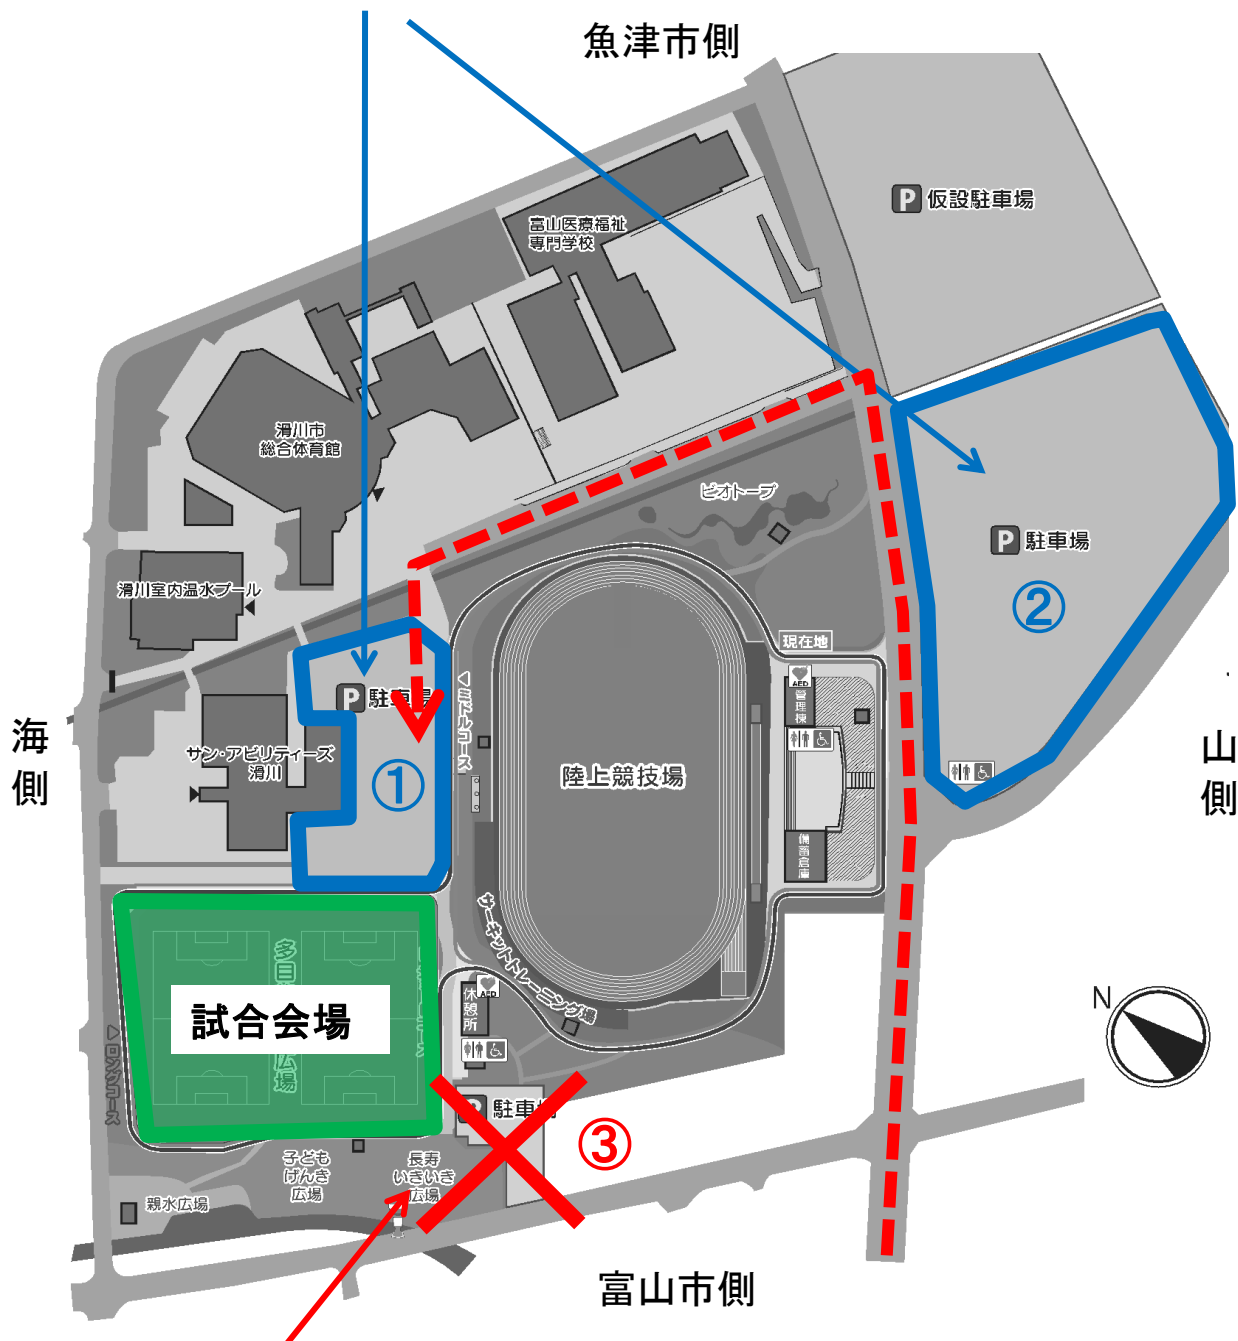 魚津市側
P 仮設駐車場
富山医療福祉
専門学校
滑川市
総合体育館
ビオトープ
P 駐車場
②
滑川室内温水プール
現在地
AED
管理棟
P 駐車場
ミドルコース
海側
山側
サン・アビリティーズ
滑川
①
陸上競技場
備蓄倉庫
サーキットトレーニング場
試合会場
休憩所
AED
N
ロングコース
P 駐車場
③
子ども
げんき
広場
長寿
いきいき
広場
親水広場
富山市側